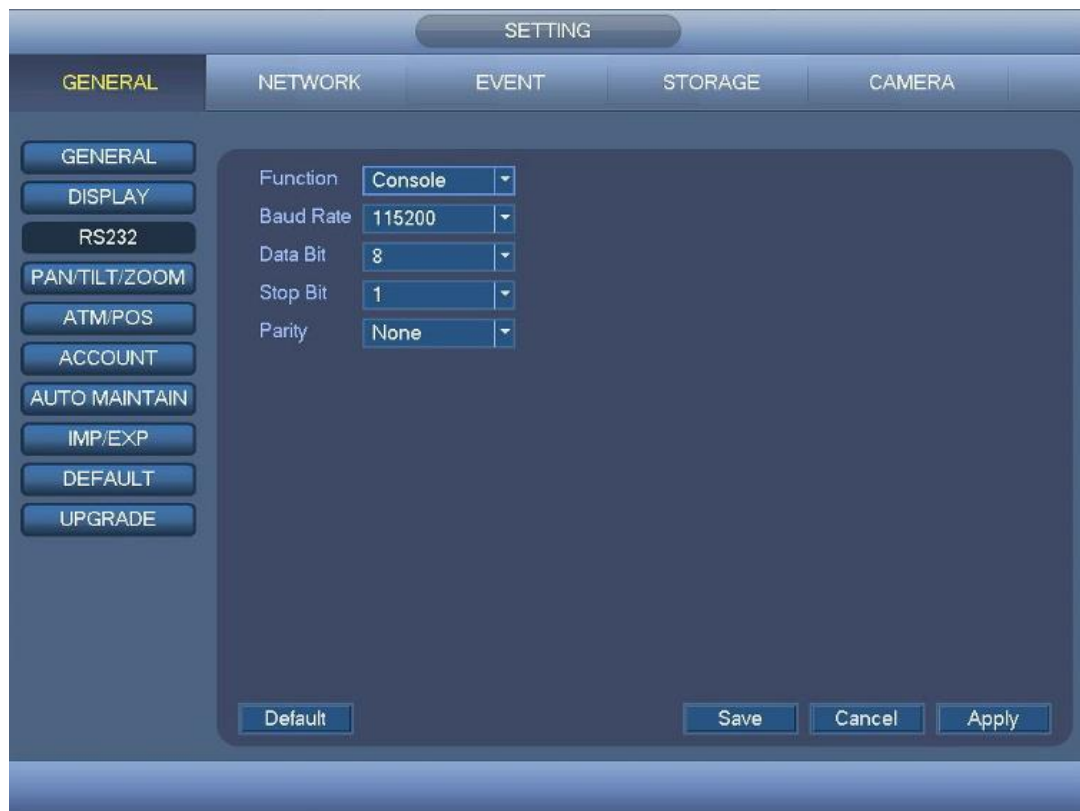 SETTING
GENERAL NETWORK EVENT STORAGE CAMERA
GENERAL
DISPLAY
RS232
PAN/TILT/ZOOM
ATM/POS
ACCOUNT
AUTO MAINTAIN
IMP/EXP
DEFAULT
UPGRADE
Function Console
Baud Rate 115200
Data Bit 8
Stop Bit 1
Parity None
Default Save Cancel Apply